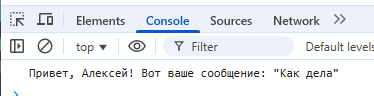 Elements Console Sources Network
top Filter Default levels
Привет, Алексей! Вот ваше сообщение: "Как дела"